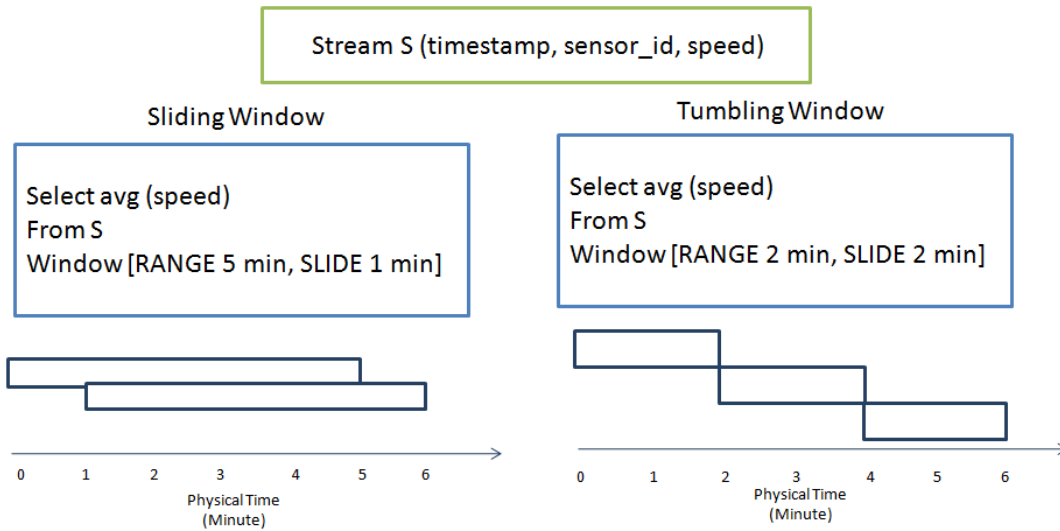 Stream S (timestamp, sensor_id, speed)
Sliding Window
Select avg (speed)
From S
Window [RANGE 5 min, SLIDE 1 min]
0 1 2 3 4 5 6
Physical Time
(Minute)
Tumbling Window
Select avg (speed)
From S
Window [RANGE 2 min, SLIDE 2 min]
0 1 2 3 4 5 6
Physical Time
(Minute)